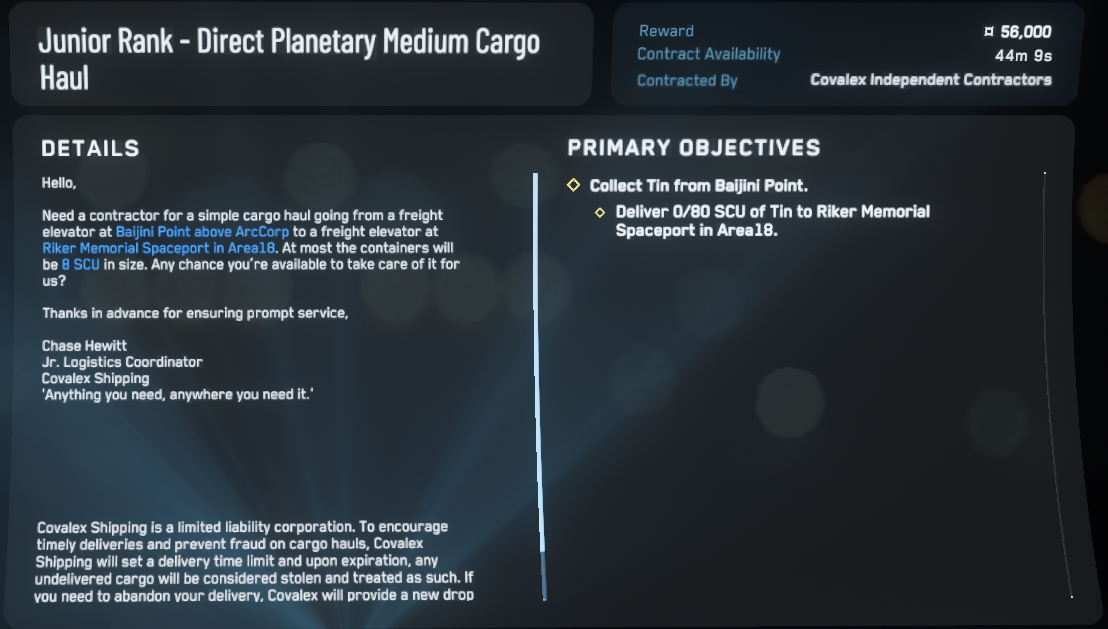 Junior Rank - Direct Planetary Medium Cargo
Haul
Reward ¤ 56,000
Contract Availability 44m 9s
Contracted By Covalex Independent Contractors
DETAILS
Hello,
Need a contractor for a simple cargo haul going from a freight
elevator at Baijini Point above ArcCorp to a freight elevator at
Riker Memorial Spaceport in Area18. At most the containers will
be 8 SCU in size. Any chance you're available to take care of it for
us?
Thanks in advance for ensuring prompt service,
Chase Hewitt
Jr. Logistics Coordinator
Covalex Shipping
'Anything you need, anywhere you need it.'
Covalex Shipping is a limited liability corporation. To encourage
timely deliveries and prevent fraud on cargo hauls, Covalex
Shipping will set a delivery time limit and upon expiration, any
undelivered cargo will be considered stolen and treated as such. If
you need to abandon your delivery, Covalex will provide a new drop
PRIMARY OBJECTIVES
Collect Tin from Baijini Point.
Deliver 0/80 SCU of Tin to Riker Memorial
Spaceport in Area18.